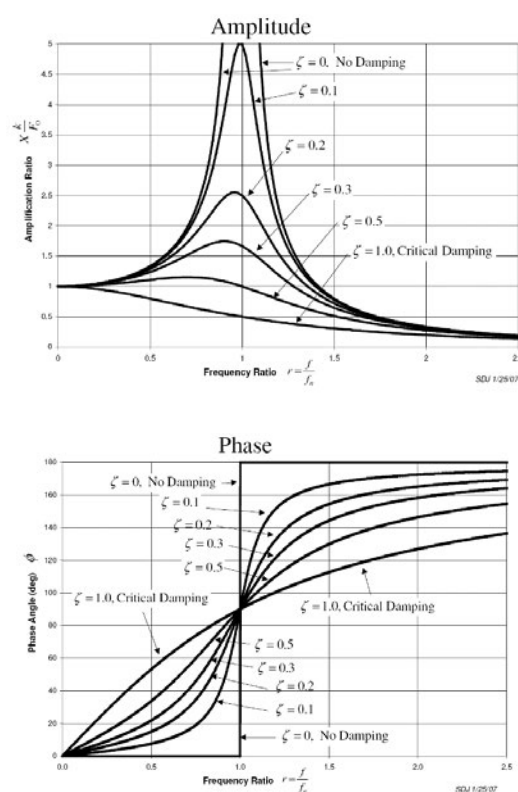 Amplitude
5
4.5
4
3.5
3
2.5
2
1.5
1
0.5
0
Amplification Ratio X k/F₀
ζ = 0, No Damping
ζ = 0.1
ζ = 0.2
ζ = 0.3
ζ = 0.5
ζ = 1.0, Critical Damping
0 0.5 1 1.5 2 2.5
Frequency Ratio r = f/fₙ
SDJ 1/25/07
Phase
180
160
140
120
100
80
60
40
20
0
Phase Angle (deg) ϕ
ζ = 0, No Damping
ζ = 0.1
ζ = 0.2
ζ = 0.3
ζ = 0.5
ζ = 1.0, Critical Damping
ζ = 1.0, Critical Damping
ζ = 0.5
ζ = 0.3
ζ = 0.2
ζ = 0.1
ζ = 0, No Damping
0.0 0.5 1.0 1.5 2.0 2.5
Frequency Ratio r = f/fₙ
SDJ 1/25/07